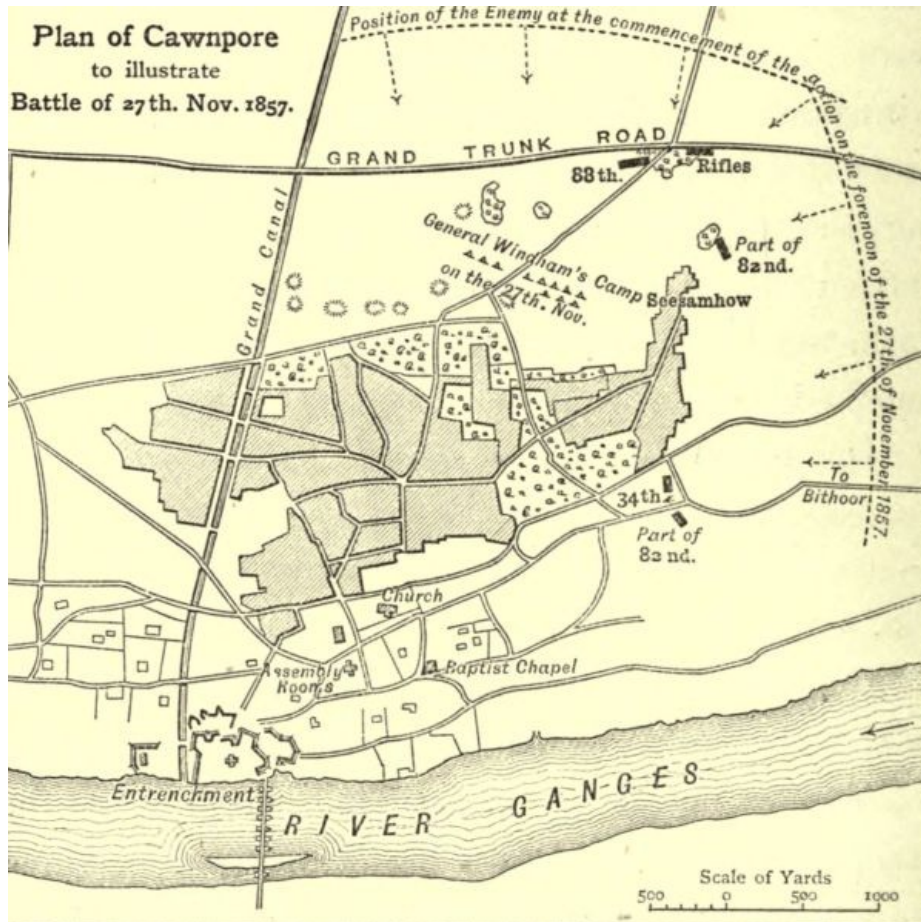 Plan of Cawnpore
to illustrate
Battle of 27th. Nov. 1857.
Position of the Enemy at the commencement of the action on the forenoon of the 27th of November, 1857.
GRAND TRUNK ROAD
88th.
Rifles
Grand Canal
General Windham's Camp
on the 27th. Nov.
Part of
82nd.
Seesamhow
34th
To
Bithoor
Part of
82nd.
Church
Assembly
Rooms
Baptist Chapel
Entrenchment
RIVER GANGES
Scale of Yards
500 0 500 1000